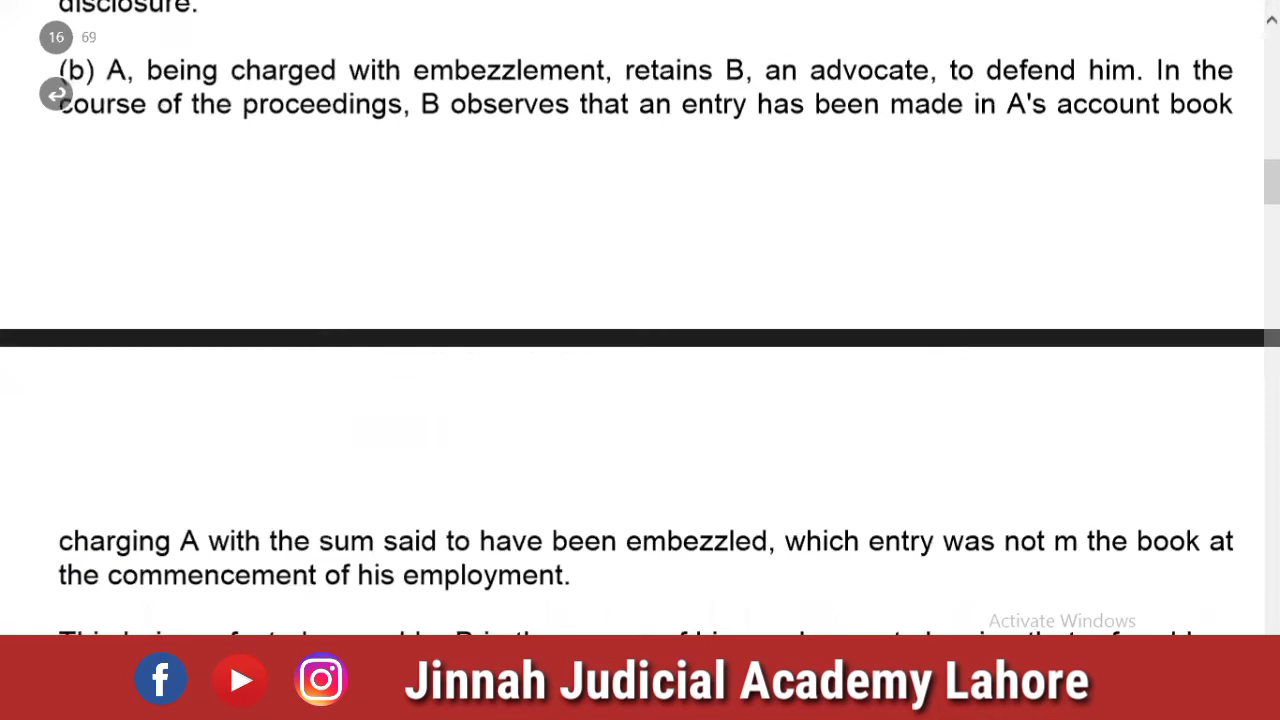 disclosure.
16 69
(b) A, being charged with embezzlement, retains B, an advocate, to defend him. In the
course of the proceedings, B observes that an entry has been made in A's account book
charging A with the sum said to have been embezzled, which entry was not m the book at
the commencement of his employment.
Activate Windows
Jinnah Judicial Academy Lahore